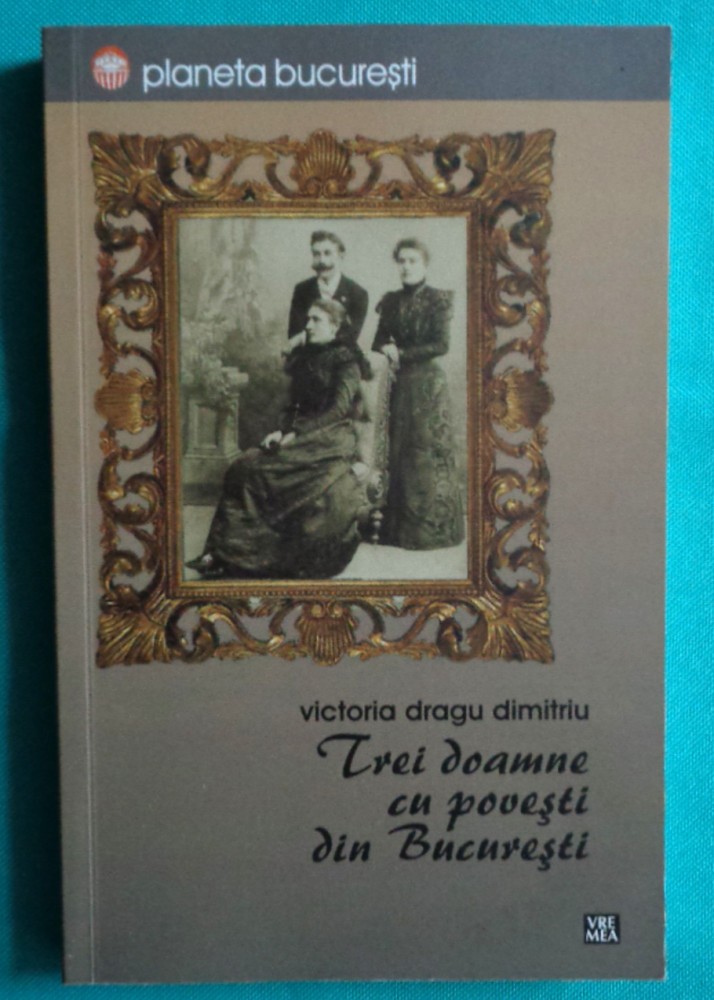 planeta bucurești
victoria dragu dimitriu
Trei doamne
cu povești
din București
VRE
MEA